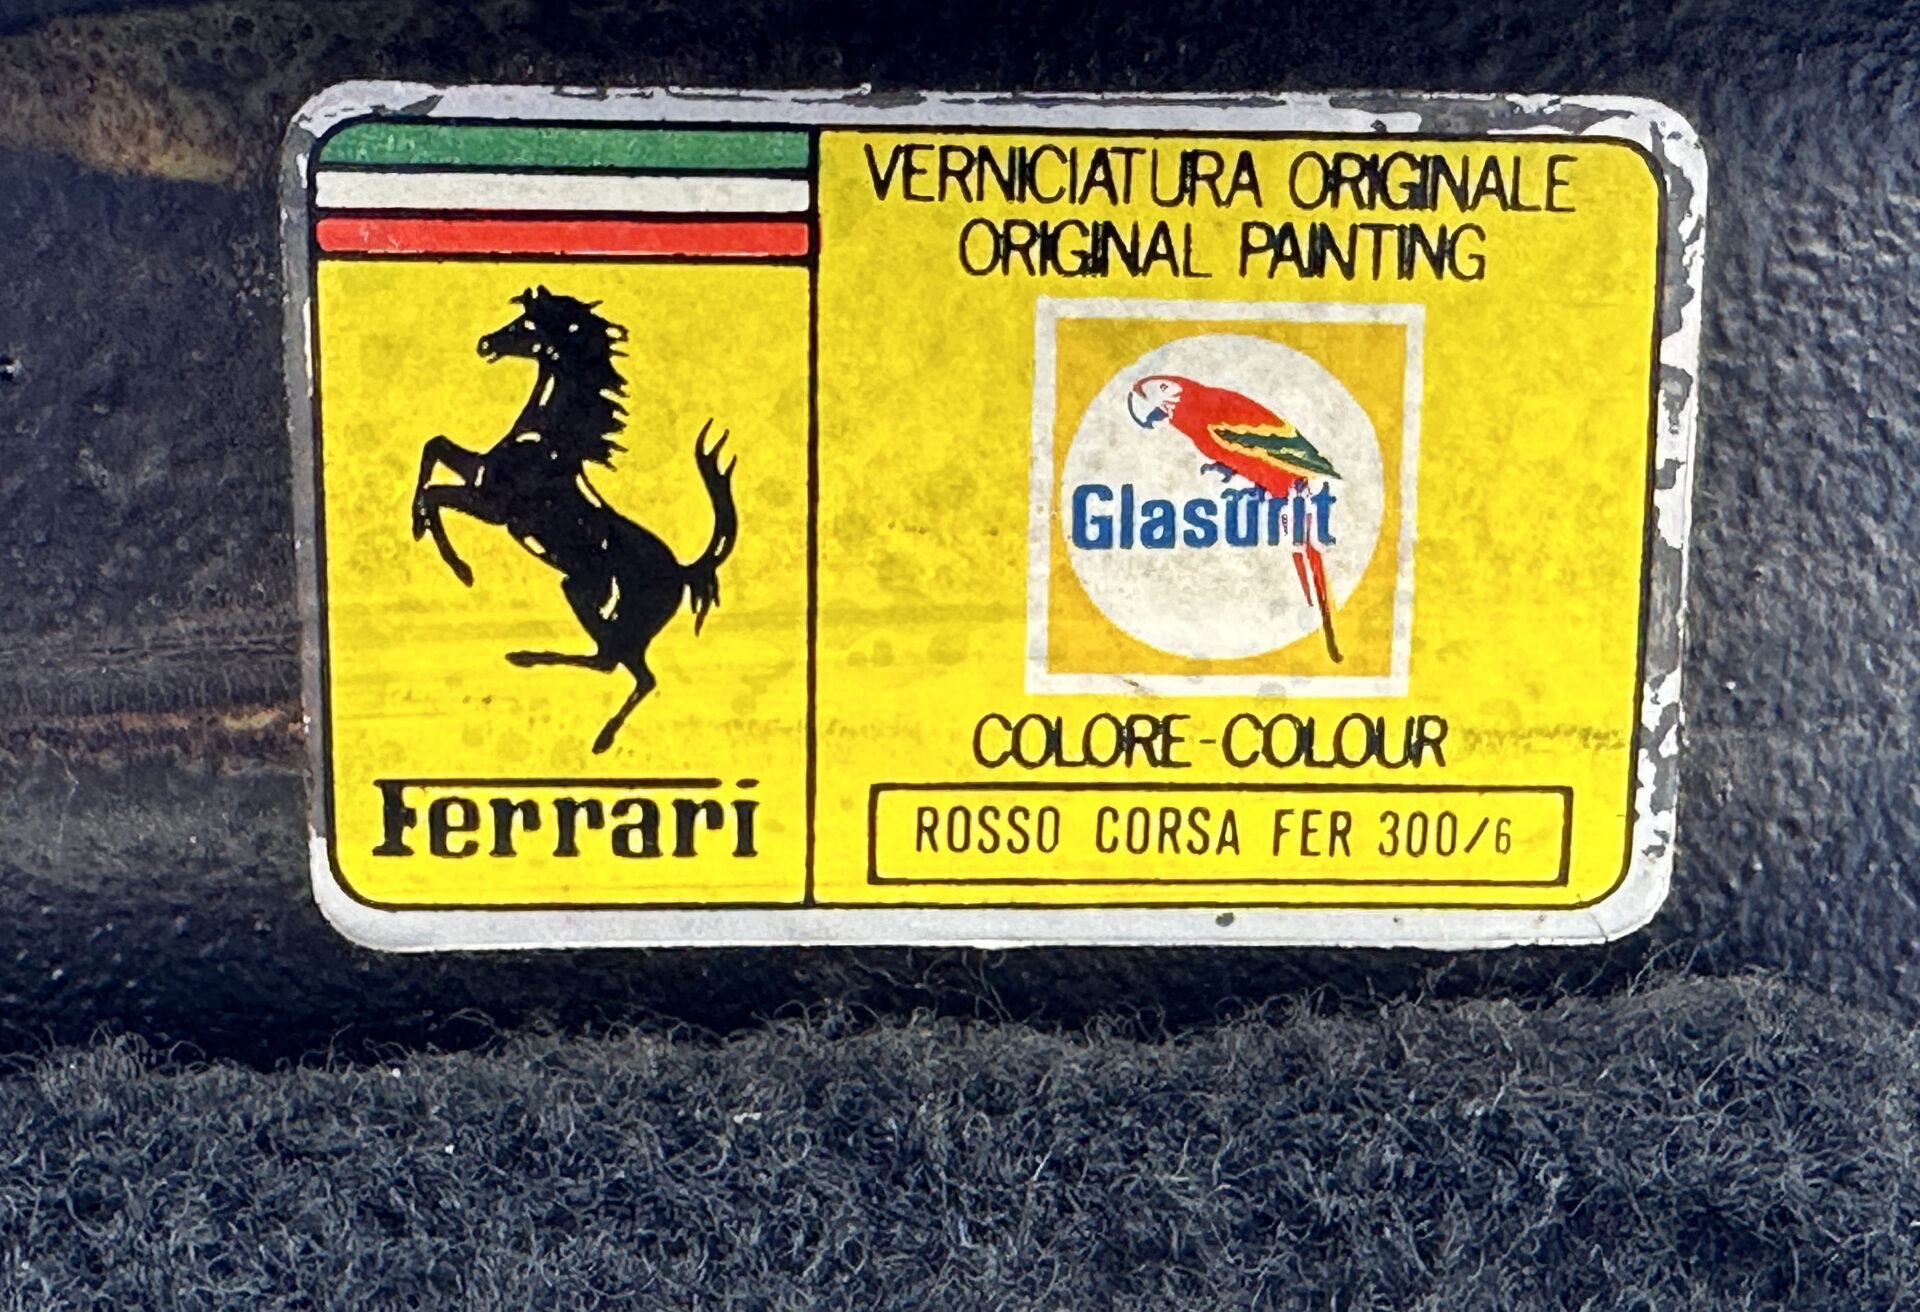 VERNICIATURA ORIGINALE
ORIGINAL PAINTING
Glasurit
COLORE-COLOUR
ROSSO CORSA FER 300/6
Ferrari